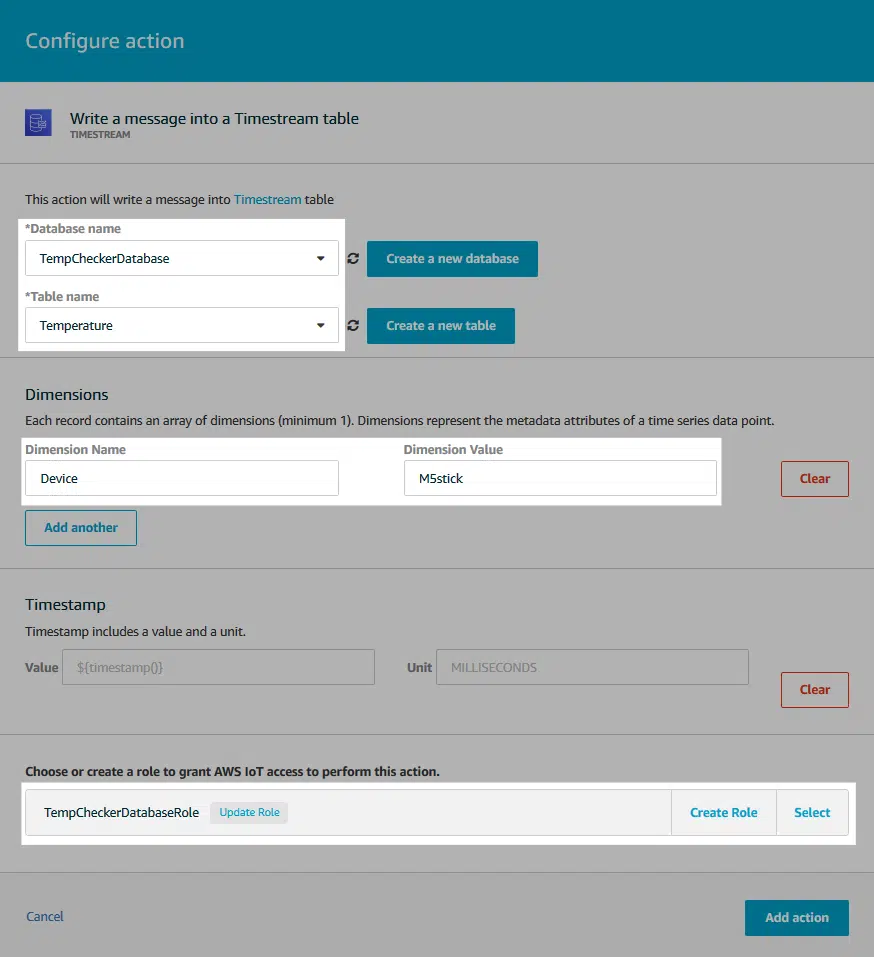 Configure action
Write a message into a Timestream table
TIMESTREAM
This action will write a message into Timestream table
*Database name
TempCheckerDatabase
Create a new database
*Table name
Temperature
Create a new table
Dimensions
Each record contains an array of dimensions (minimum 1). Dimensions represent the metadata attributes of a time series data point.
Dimension Name Dimension Value
Device M5stick Clear
Add another
Timestamp
Timestamp includes a value and a unit.
Value ${timestamp()} Unit MILLISECONDS
Clear
Choose or create a role to grant AWS IoT access to perform this action.
TempCheckerDatabaseRole Update Role Create Role Select
Cancel Add action